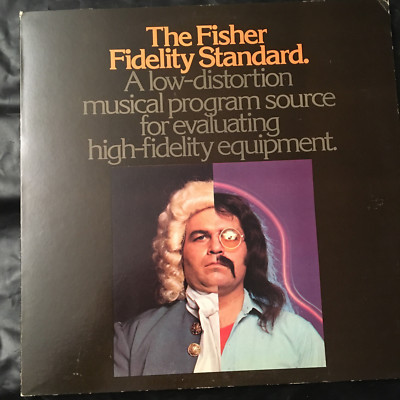 The Fisher
Fidelity Standard.
A low-distortion
musical program source
for evaluating
high-fidelity equipment.